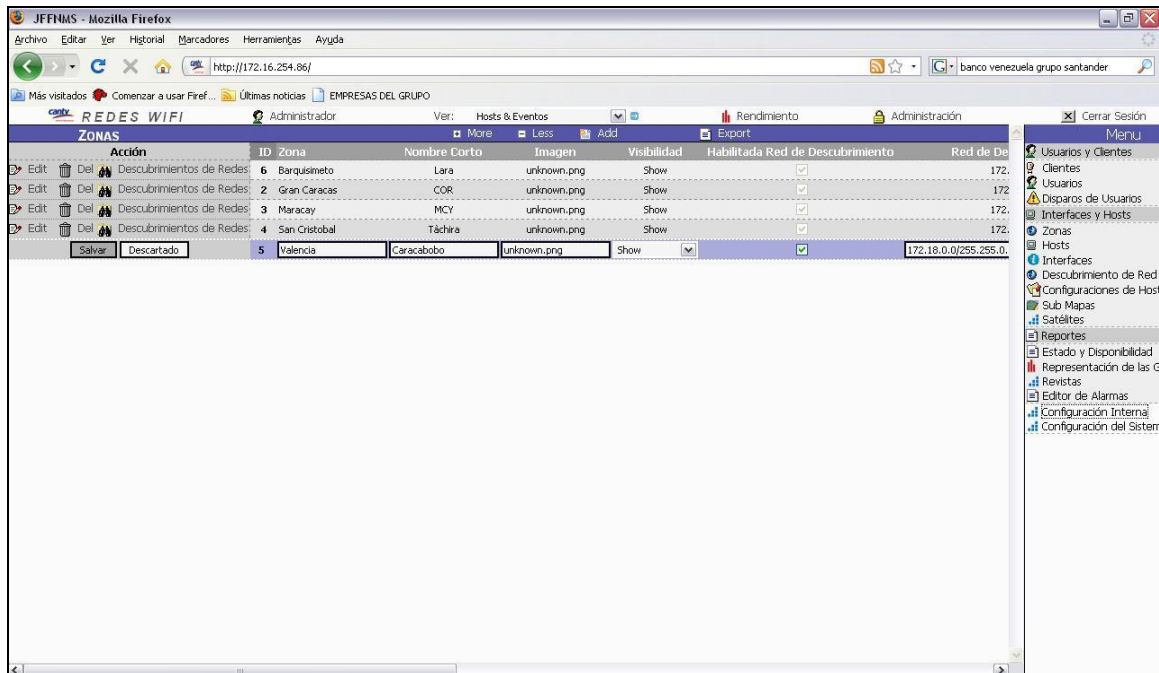 JFFNMS - Mozilla Firefox
Archivo Editar Ver Historial Marcadores Herramientas Ayuda
http://172.16.254.86/ banco venezuela grupo santander
Más visitados Comenzar a usar Firef... Últimas noticias EMPRESAS DEL GRUPO
cantv REDES WIFI Administrador Ver: Hosts & Eventos Rendimiento Administración Cerrar Sesión
ZONAS More Less Add Export Menu
Acción ID Zona Nombre Corto Imagen Visibilidad Habilitada Red de Descubrimiento Red de De
Edit Del Descubrimientos de Redes 6 Barquisimeto Lara unknown.png Show 172.
Edit Del Descubrimientos de Redes 2 Gran Caracas COR unknown.png Show 172
Edit Del Descubrimientos de Redes 3 Maracay MCY unknown.png Show 172.
Edit Del Descubrimientos de Redes 4 San Cristobal Táchira unknown.png Show 172.
Salvar Descartado 5 Valencia Caracabobo unknown.png Show 172.18.0.0/255.255.0.
Usuarios y Clientes
Clientes
Usuarios
Disparos de Usuarios
Interfaces y Hosts
Zonas
Hosts
Interfaces
Descubrimiento de Red
Configuraciones de Host
Sub Mapas
Satélites
Reportes
Estado y Disponibilidad
Representación de las G
Revistas
Editor de Alarmas
Configuración Interna
Configuración del Sistem